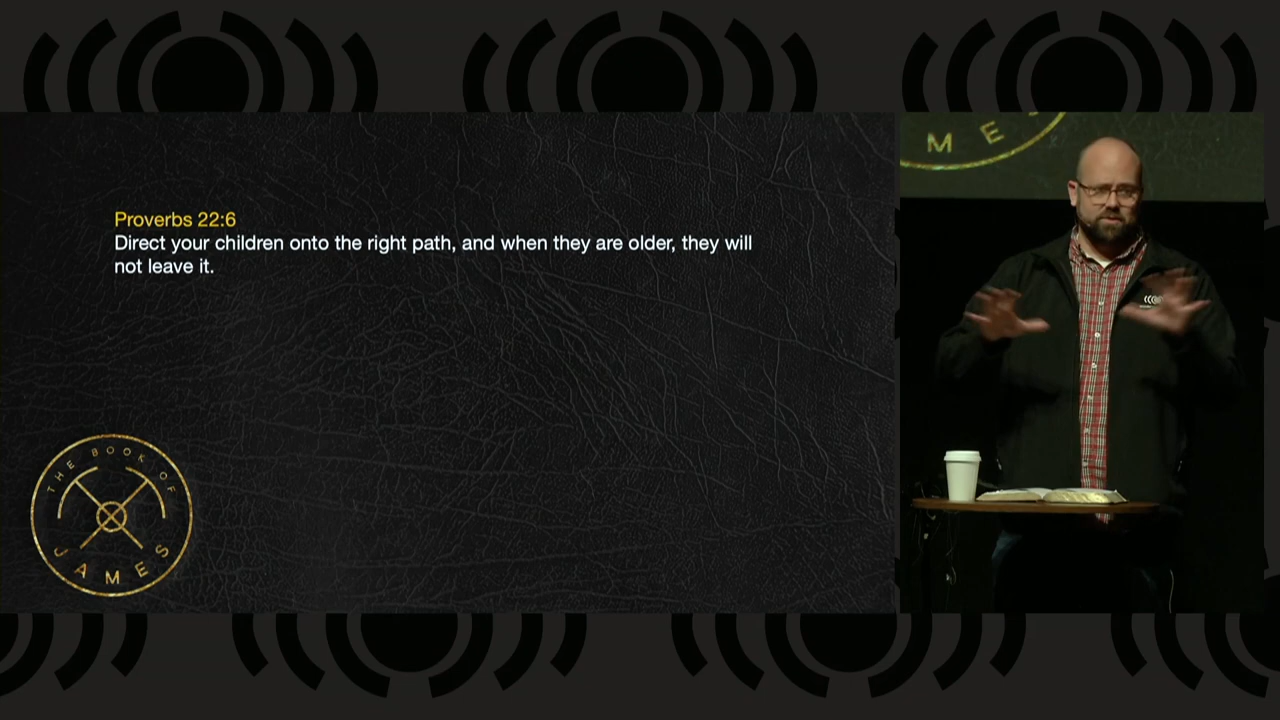 Proverbs 22:6
Direct your children onto the right path, and when they are older, they will
not leave it.
THE BOOK OF
JAMES
MES